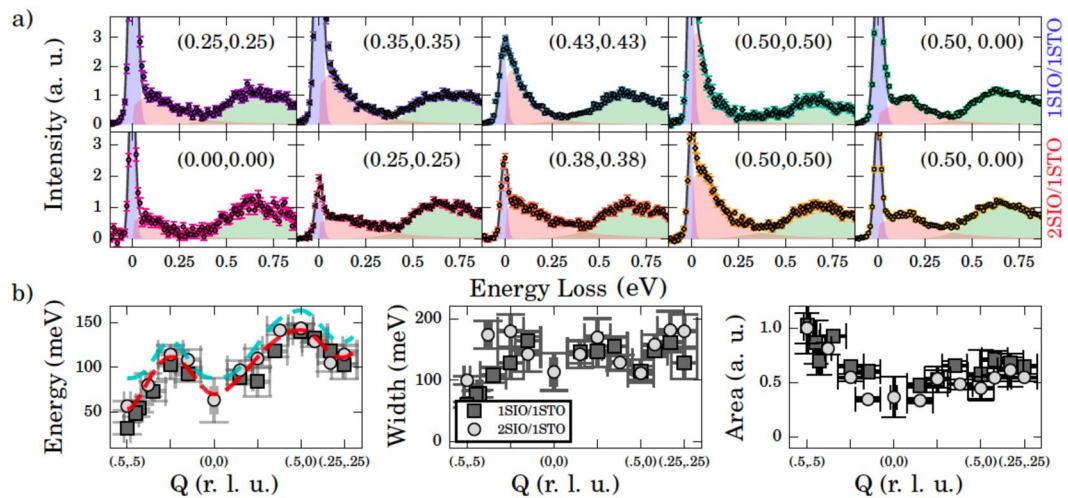 a)
Intensity (a. u.)
3
2
1
0
(0.25,0.25)
(0.35,0.35)
(0.43,0.43)
(0.50,0.50)
(0.50, 0.00)
1SIO/1STO
3
2
1
0
(0.00,0.00)
(0.25,0.25)
(0.38,0.38)
(0.50,0.50)
(0.50, 0.00)
2SIO/1STO
0 0.25 0.5 0.75
0 0.25 0.5 0.75
0 0.25 0.5 0.75
0 0.25 0.5 0.75
0 0.25 0.5 0.75
Energy Loss (eV)
b)
Energy (meV)
150
100
50
(.5,.5) (0,0) (.5,0) (.25,.25)
Q (r. l. u.)
Width (meV)
200
100
0
1SIO/1STO
2SIO/1STO
(.5,.5) (0,0) (.5,0) (.25,.25)
Q (r. l. u.)
Area (a. u.)
1.0
0.5
0
(.5,.5) (0,0) (.5,0) (.25,.25)
Q (r. l. u.)